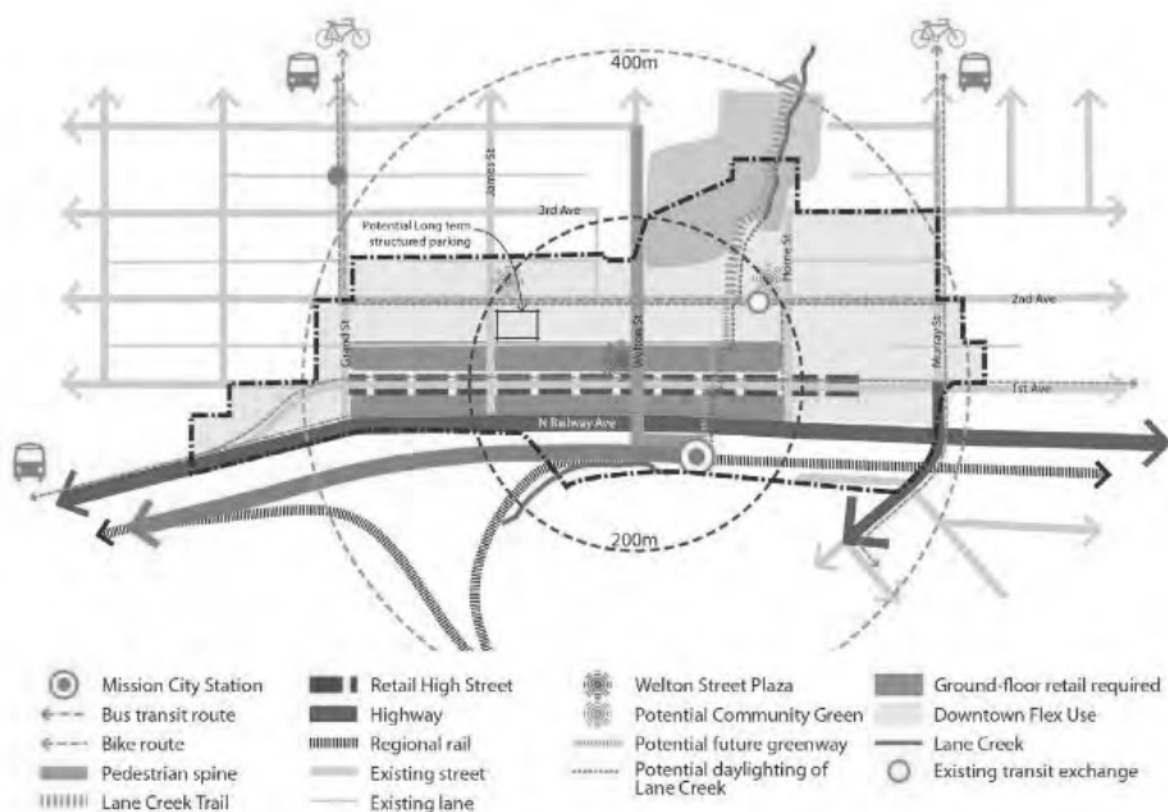 400m
James St
3rd Ave
Potential Long term
structured parking
Horne St
2nd Ave
Grand St
Welton St
Murray St
1st Ave
N Railway Ave
200m
Mission City Station
Bus transit route
Bike route
Pedestrian spine
Lane Creek Trail
Retail High Street
Highway
Regional rail
Existing street
Existing lane
Welton Street Plaza
Potential Community Green
Potential future greenway
Potential daylighting of
Lane Creek
Ground-floor retail required
Downtown Flex Use
Lane Creek
Existing transit exchange